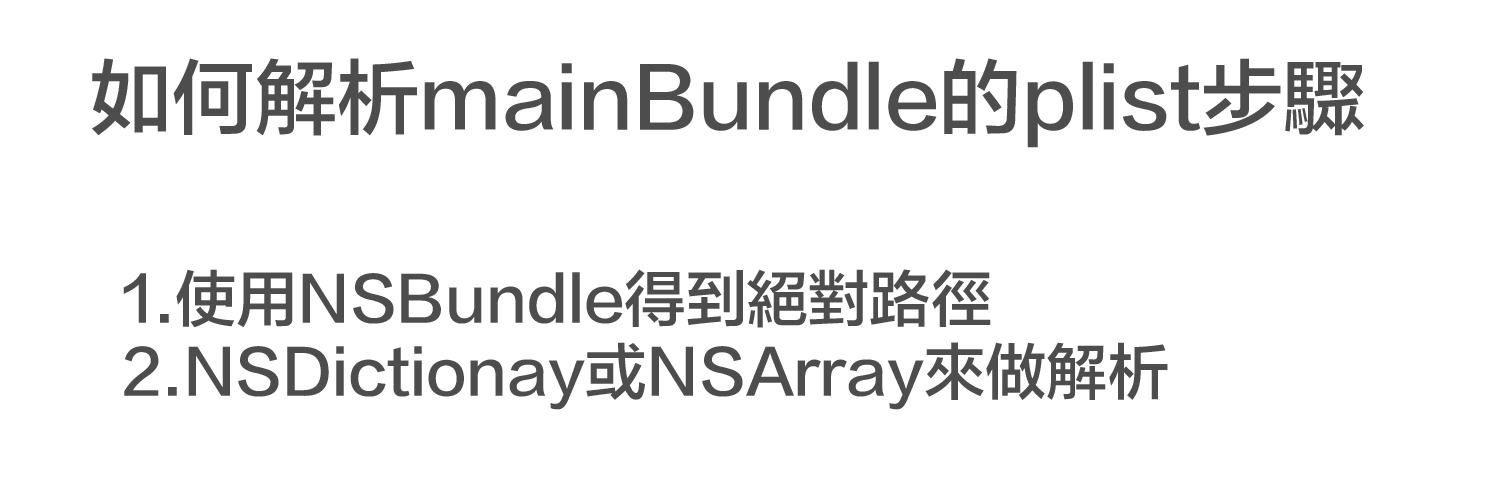 如何解析mainBundle的plist步驟
1.使用NSBundle得到絕對路徑
2.NSDictionay或NSArray來做解析